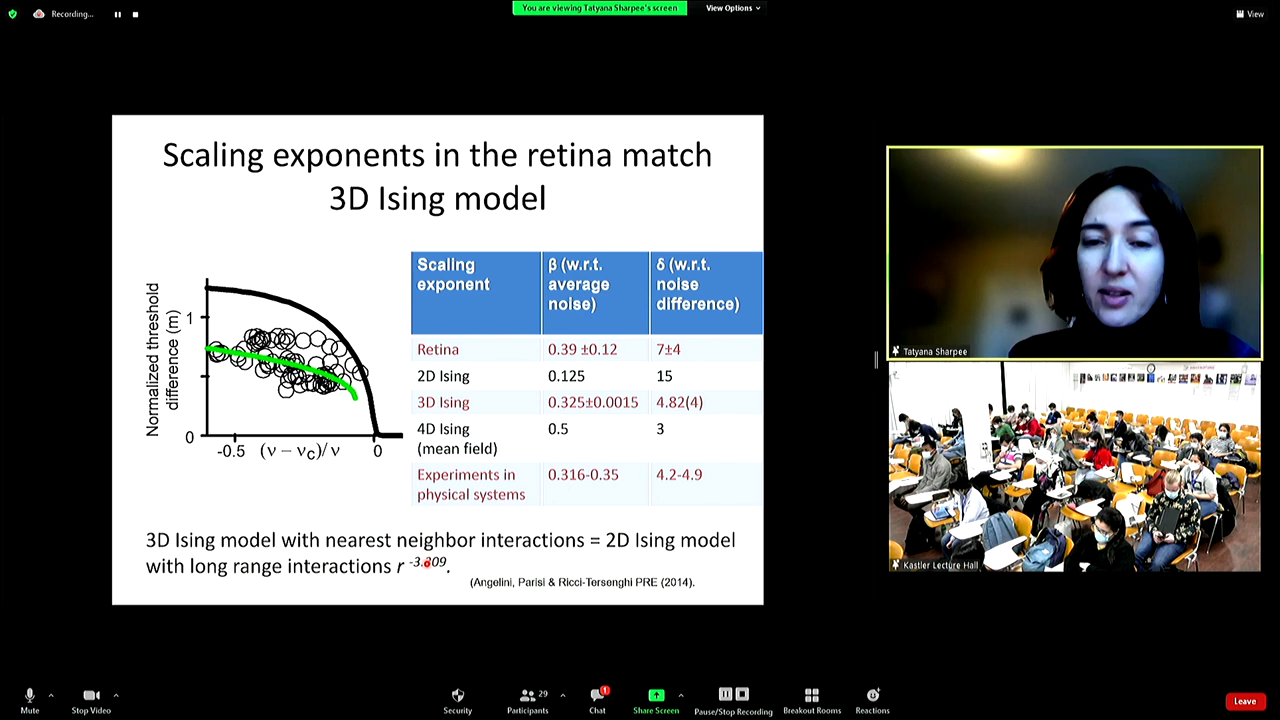 Recording...
You are viewing Tatyana Sharpee's screen
View Options
View
Scaling exponents in the retina match
3D Ising model
Normalized threshold
difference (m)
1
0
-0.5
(ν − νc)/ ν
0
Scaling
exponent
β (w.r.t.
average
noise)
δ (w.r.t.
noise
difference)
Retina
0.39 ±0.12
7±4
2D Ising
0.125
15
3D Ising
0.325±0.0015
4.82(4)
4D Ising
(mean field)
0.5
3
Experiments in
physical systems
0.316-0.35
4.2-4.9
3D Ising model with nearest neighbor interactions = 2D Ising model
with long range interactions r
(Angelini, Parisi & Ricci-Tersenghi PRE (2014).
Tatyana Sharpee
Kastler Lecture Hall
Mute
Stop Video
Security
Participants
29
Chat
1
Share Screen
Pause/Stop Recording
Breakout Rooms
Reactions
Leave